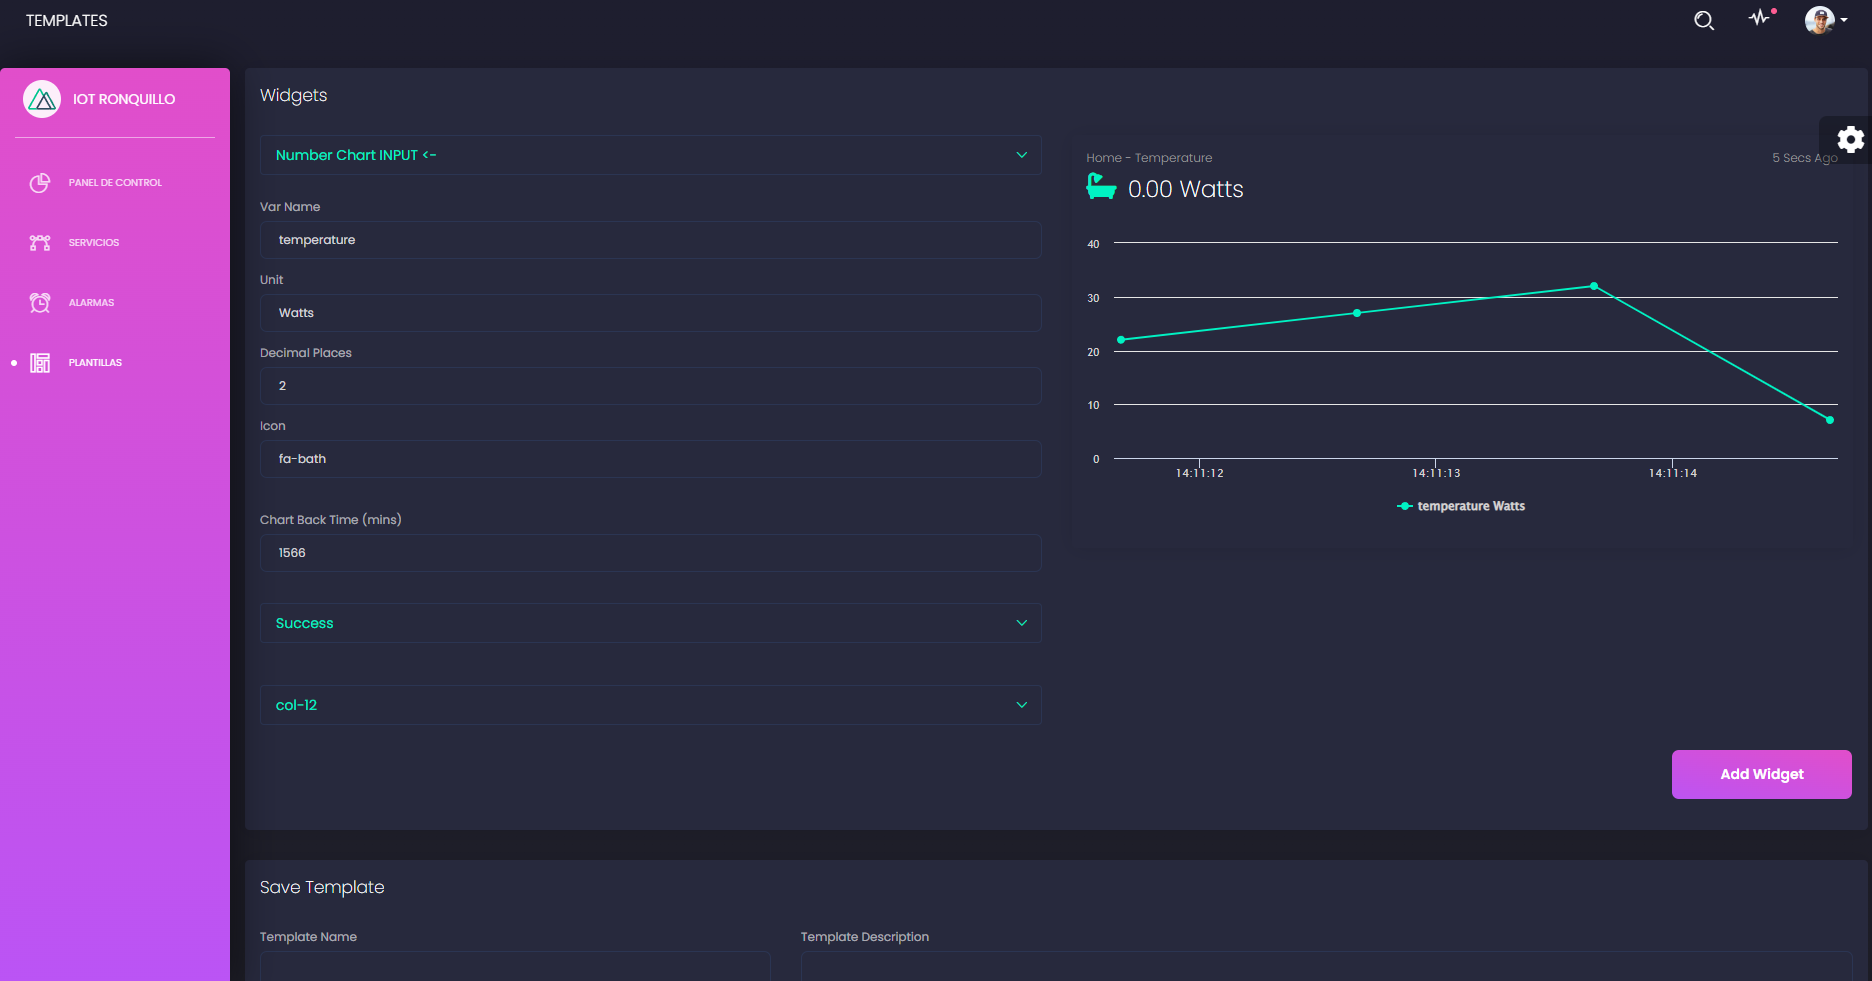 TEMPLATES
IOT RONQUILLO
PANEL DE CONTROL
SERVICIOS
ALARMAS
PLANTILLAS
Widgets
Number Chart INPUT <-
Var Name
temperature
Unit
Watts
Decimal Places
2
Icon
fa-bath
Chart Back Time (mins)
1566
Success
col-12
Home - Temperature
5 Secs Ago
0.00 Watts
40
30
20
10
0
14:11:12 14:11:13 14:11:14
temperature Watts
Add Widget
Save Template
Template Name
Template Description